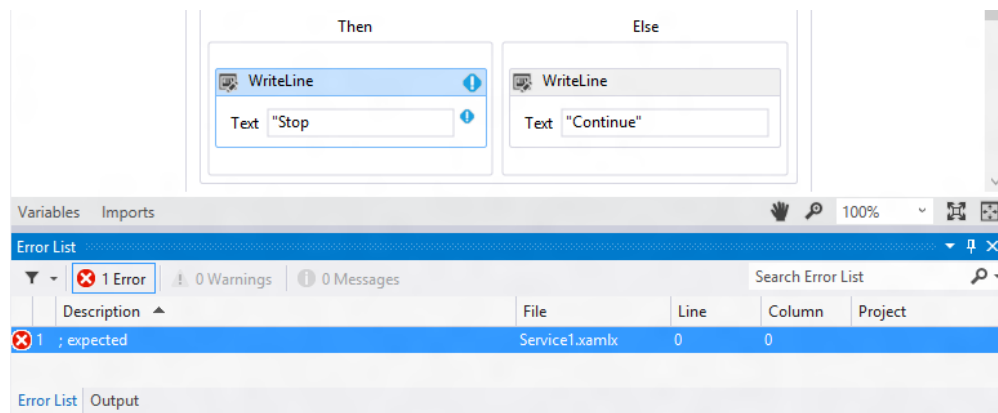 Then Else
WriteLine WriteLine
Text "Stop Text "Continue"
Variables Imports 100%
Error List
1 Error 0 Warnings 0 Messages Search Error List
Description File Line Column Project
1 ; expected Service1.xamlx 0 0
Error List Output